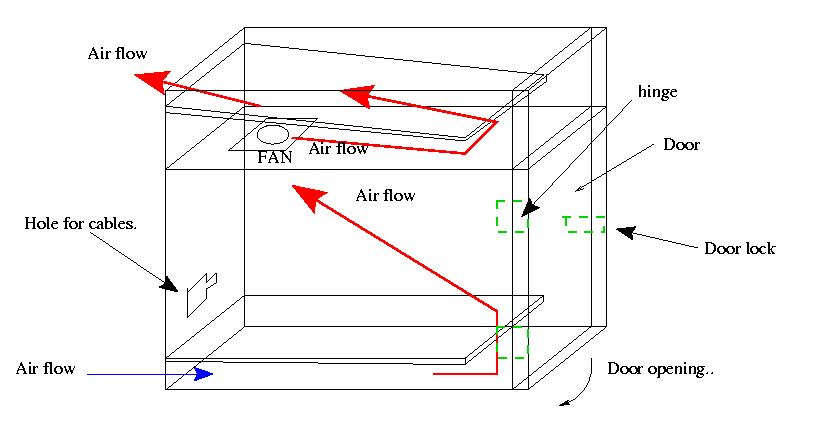 Air flow
hinge
Door
FAN
Air flow
Air flow
Hole for cables.
Door lock
Air flow
Door opening..